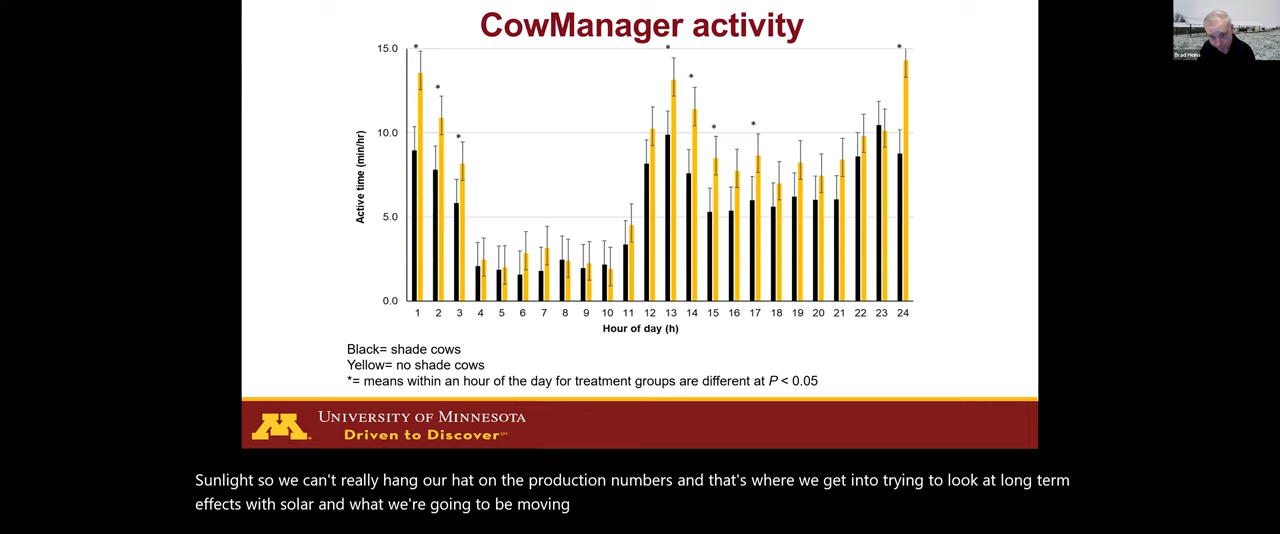 CowManager activity
Brad Heins
15.0
10.0
5.0
0.0
Active time (min/hr)
* * * * * * * *
1 2 3 4 5 6 7 8 9 10 11 12 13 14 15 16 17 18 19 20 21 22 23 24
Hour of day (h)
Black= shade cows
Yellow= no shade cows
*= means within an hour of the day for treatment groups are different at P < 0.05
M
UNIVERSITY OF MINNESOTA
Driven to Discover
Sunlight so we can't really hang our hat on the production numbers and that's where we get into trying to look at long term
effects with solar and what we're going to be moving